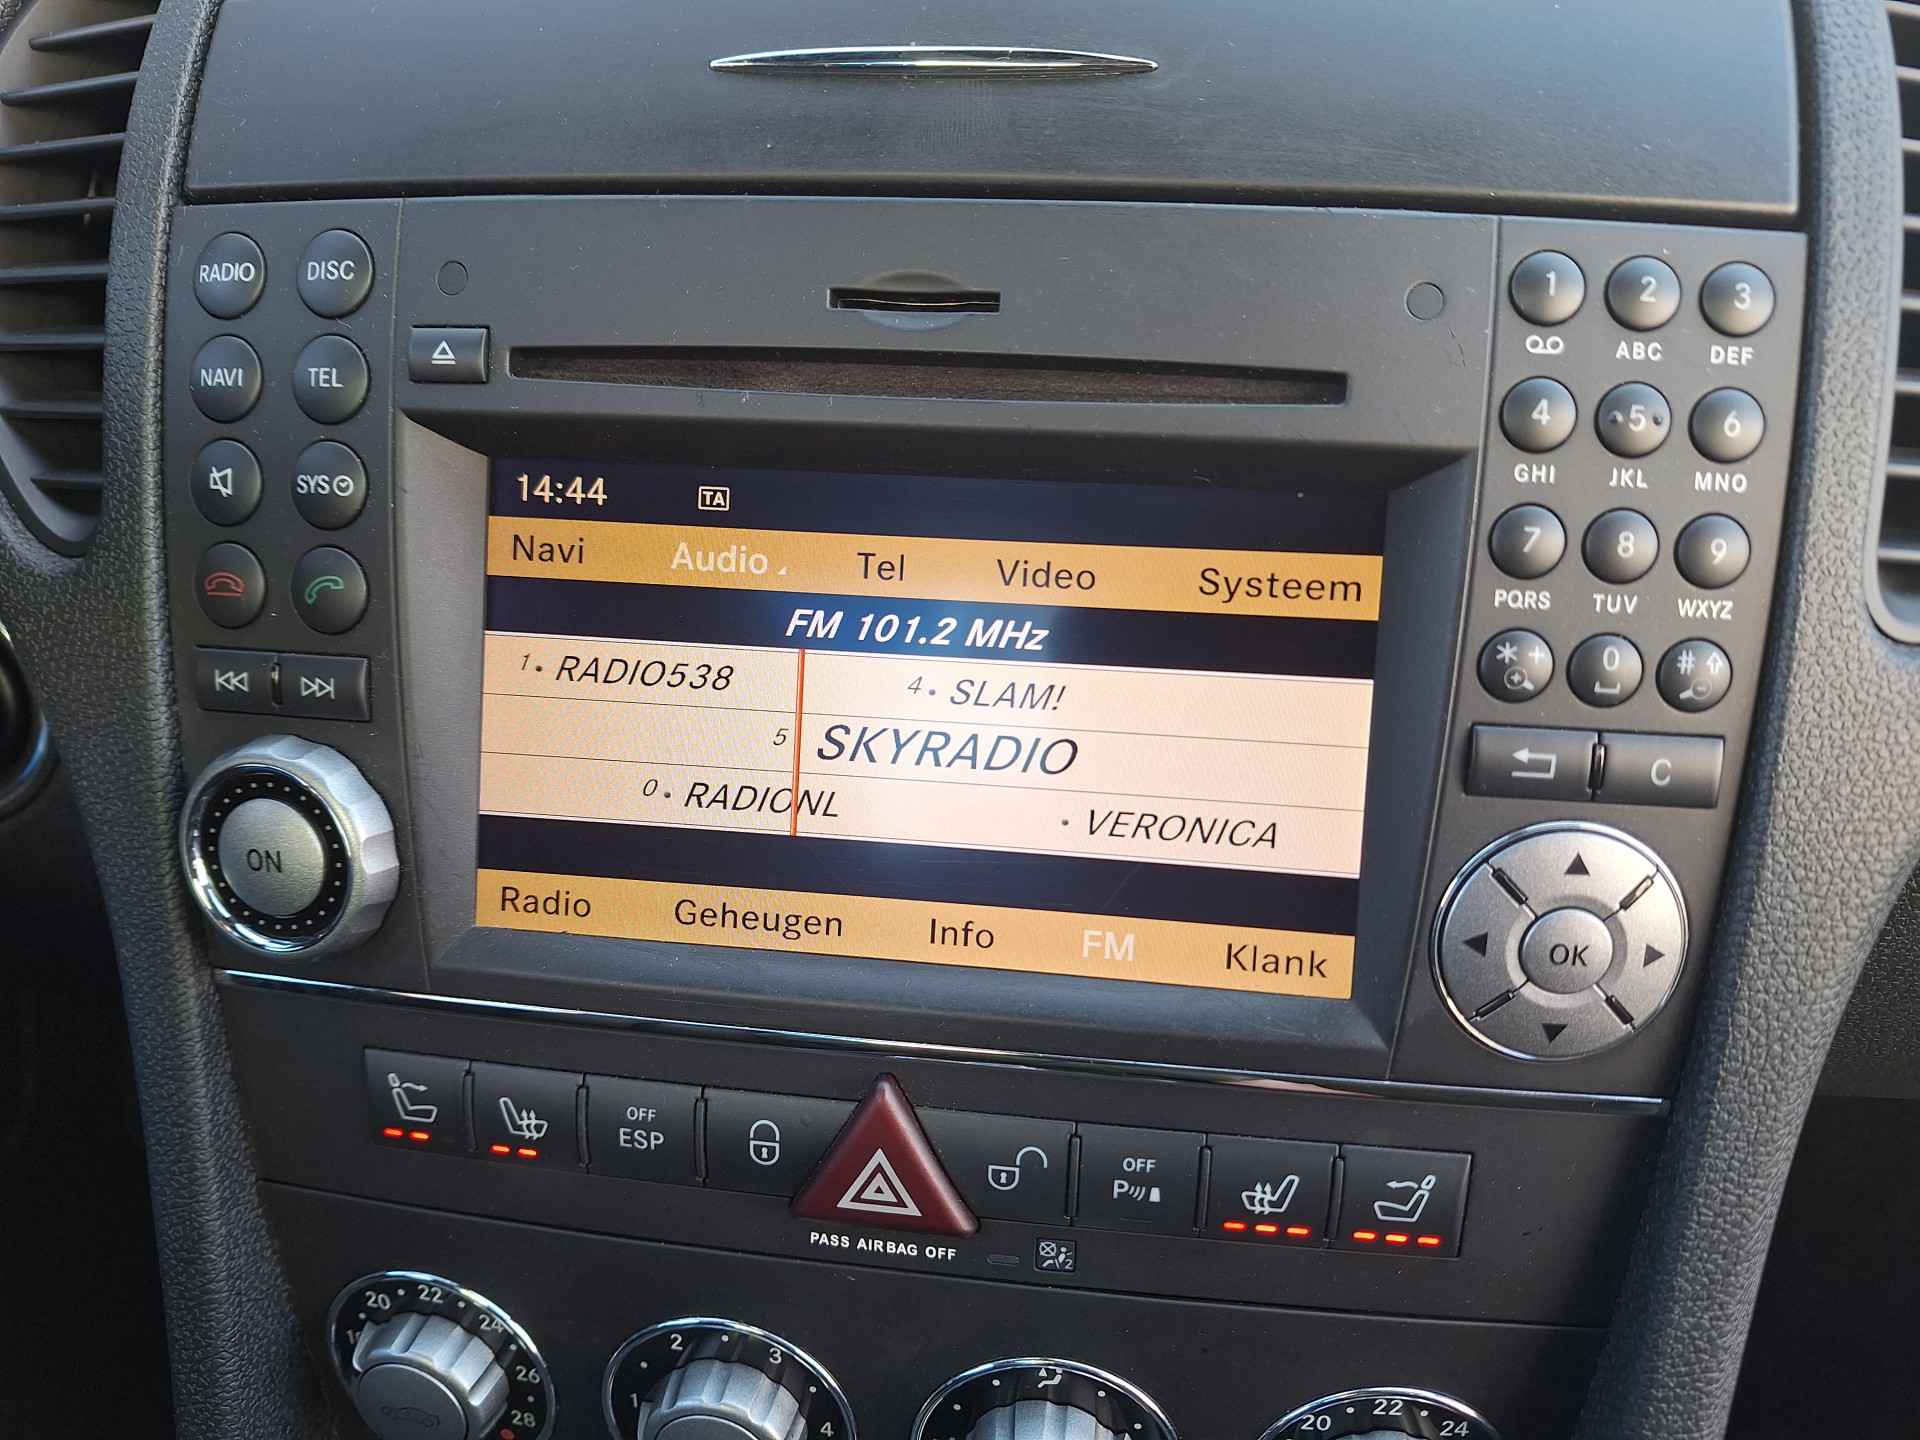 RADIO DISC
NAVI TEL
SYS
ON
14:44 TA
Navi Audio Tel Video Systeem
FM 101.2 MHz
1 • RADIO538 4 • SLAM!
5 SKYRADIO
0 • RADIONL • VERONICA
Radio Geheugen Info FM Klank
1 2 3
ABC DEF
4 5 6
GHI JKL MNO
7 8 9
PQRS TUV WXYZ
* + 0 #
C
OK
OFF
ESP
OFF
P
PASS AIRBAG OFF
2
20 22 24 26 28
1 2 3 4
20 22 24